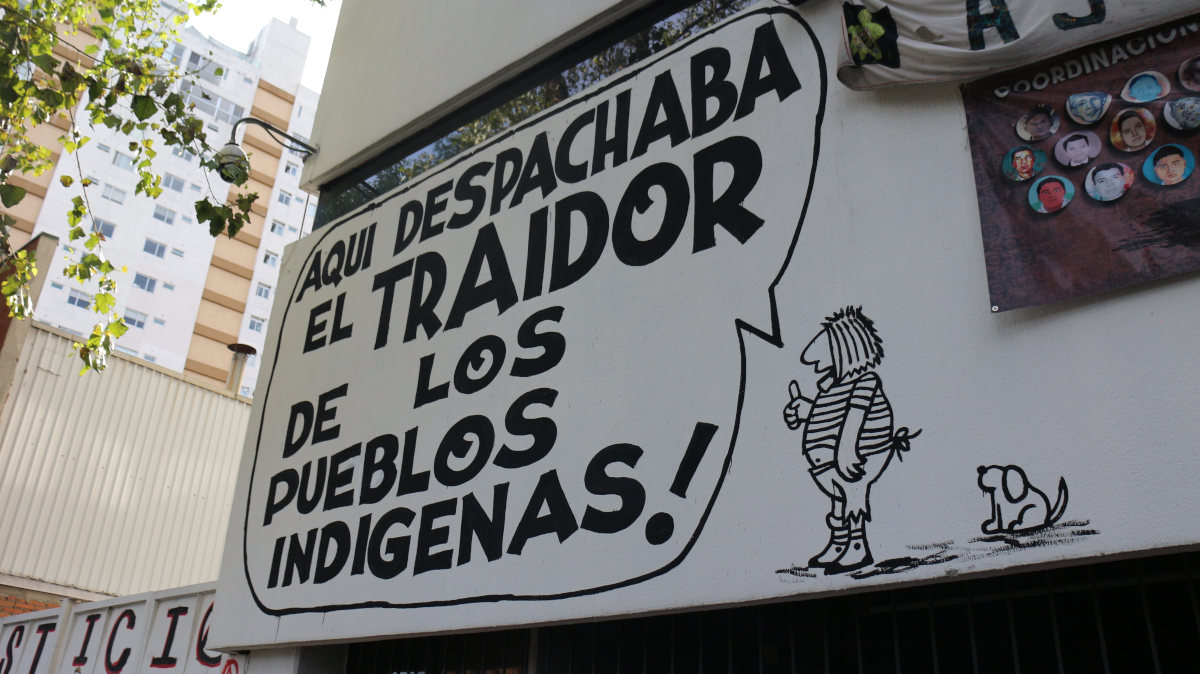 AQUI DESPACHABA
EL TRAIDOR
DE LOS
PUEBLOS
INDIGENAS!
COORDINACION